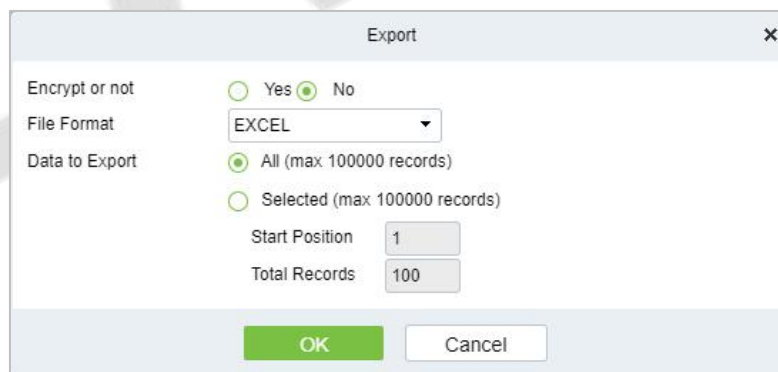 Export
Encrypt or not Yes No
File Format EXCEL
Data to Export All (max 100000 records)
Selected (max 100000 records)
Start Position 1
Total Records 100
OK Cancel